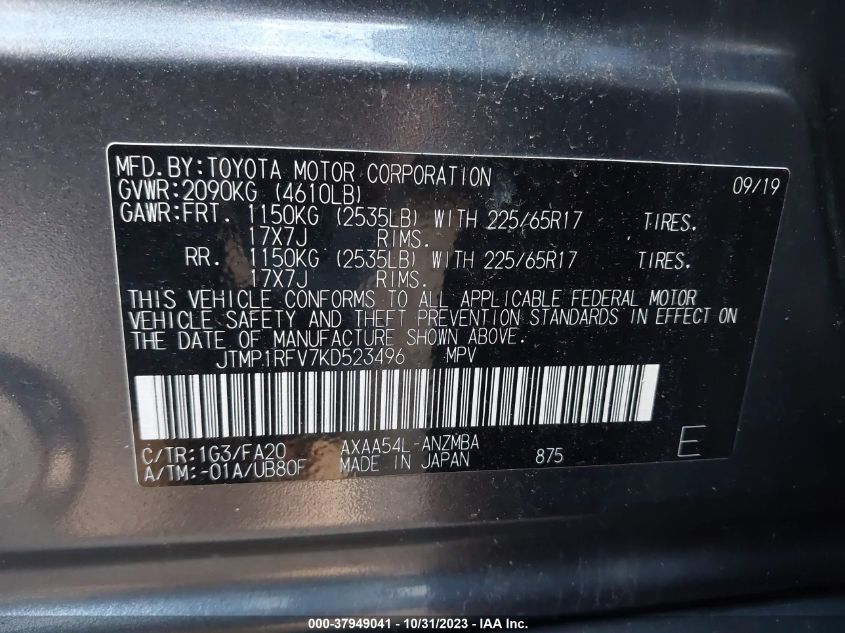 MFD.BY:TOYOTA MOTOR CORPORATION 09/19
GVWR:2090KG (4610LB)
GAWR:FRT. 1150KG (2535LB) WITH 225/65R17 TIRES.
17X7J RIMS.
RR. 1150KG (2535LB) WITH 225/65R17 TIRES.
17X7J RIMS.
THIS VEHICLE CONFORMS TO ALL APPLICABLE FEDERAL MOTOR
VEHICLE SAFETY AND THEFT PREVENTION STANDARDS IN EFFECT ON
THE DATE OF MANUFACTURE SHOWN ABOVE.
JTMP1RFV7KD523496 MPV
C/TR:1G3/FA20 AXAA54L-ANZMBA E
A/TM:-01A/UB80F MADE IN JAPAN 875
000-37949041 - 10/31/2023 - IAA, Inc.